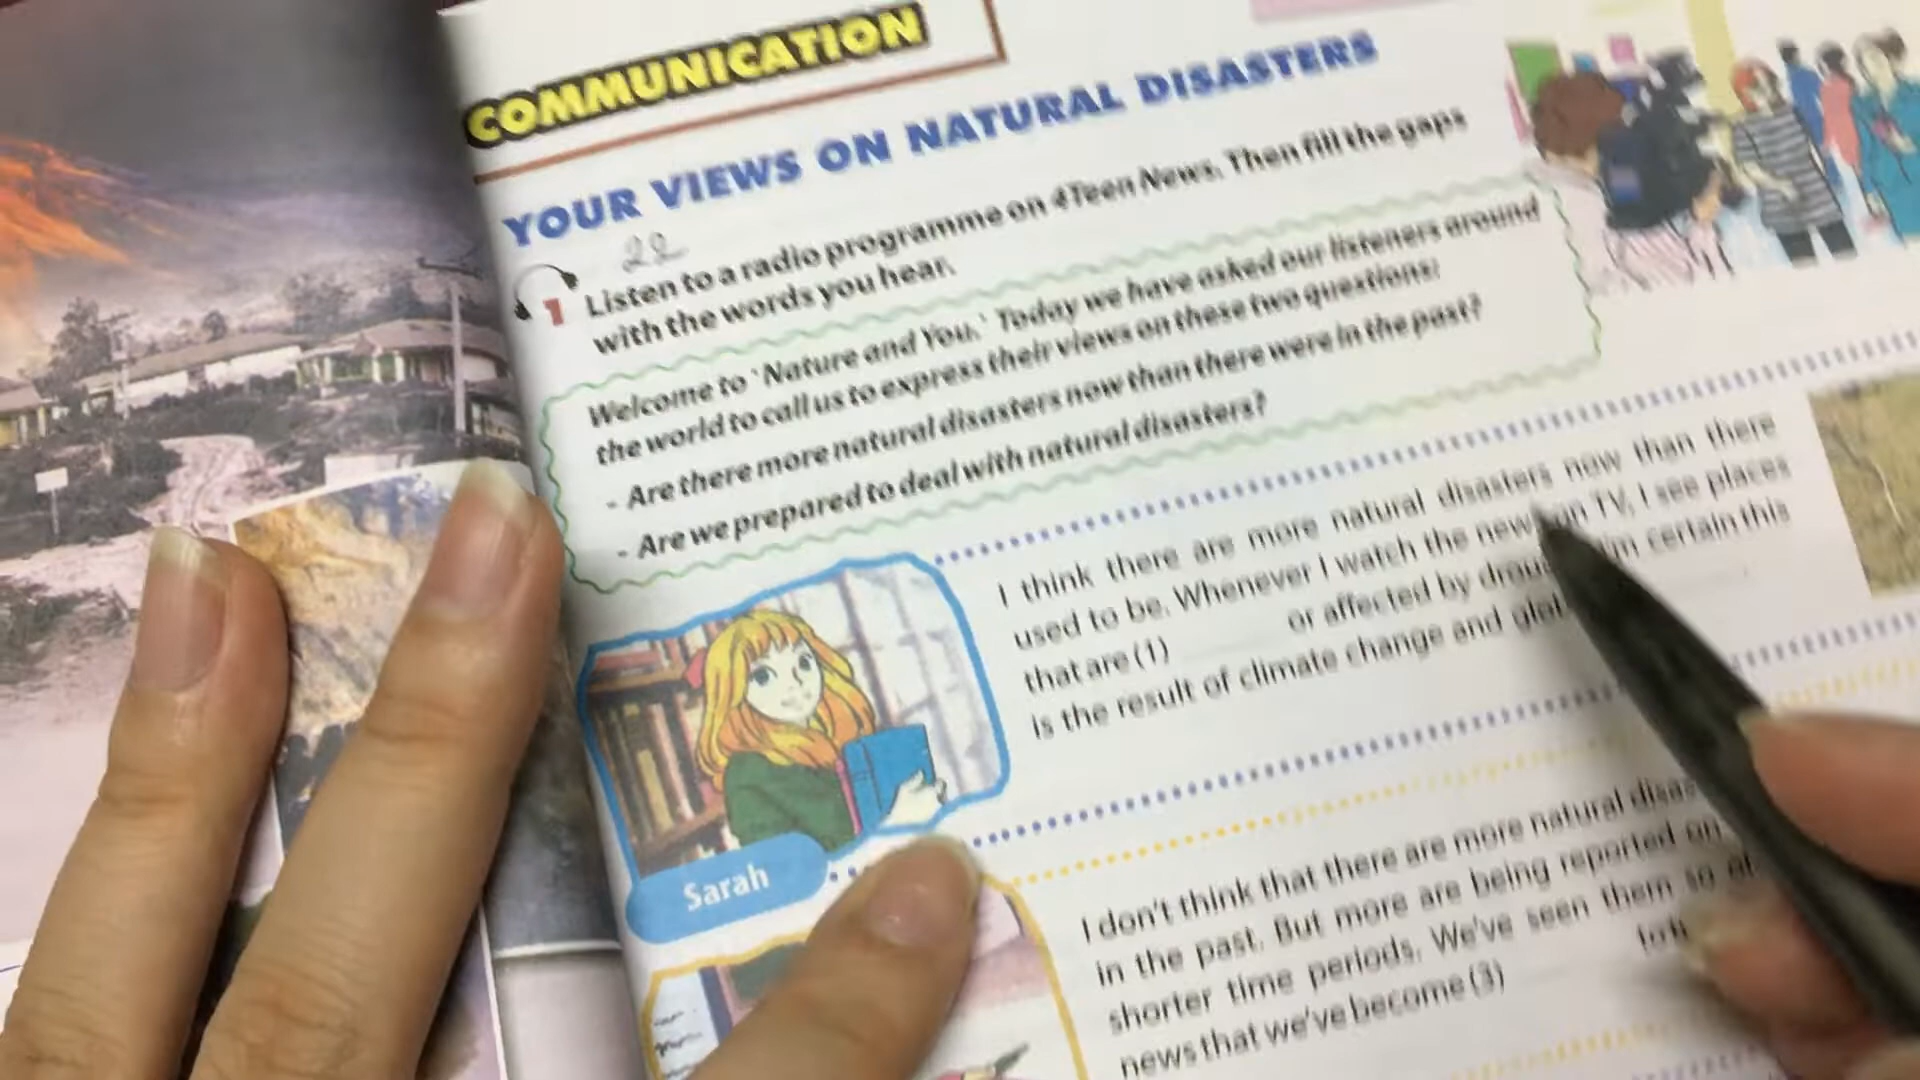 COMMUNICATION
YOUR VIEWS ON NATURAL DISASTERS
22
1 Listen to a radio programme on 4Teen News. Then fill the gaps
with the words you hear.
Welcome to 'Nature and You.' Today we have asked our listeners around
the world to call us to express their views on these two questions:
- Are there more natural disasters now than there were in the past?
- Are we prepared to deal with natural disasters?
I think there are more natural disasters now than there
used to be. Whenever I watch the news on TV, I see places
that are (1) or affected by certain this
is the result of climate change and
Sarah
I don't think that there are more natural
in the past. But more are being reported on
shorter time periods. We've seen them so
news that we've become (3)